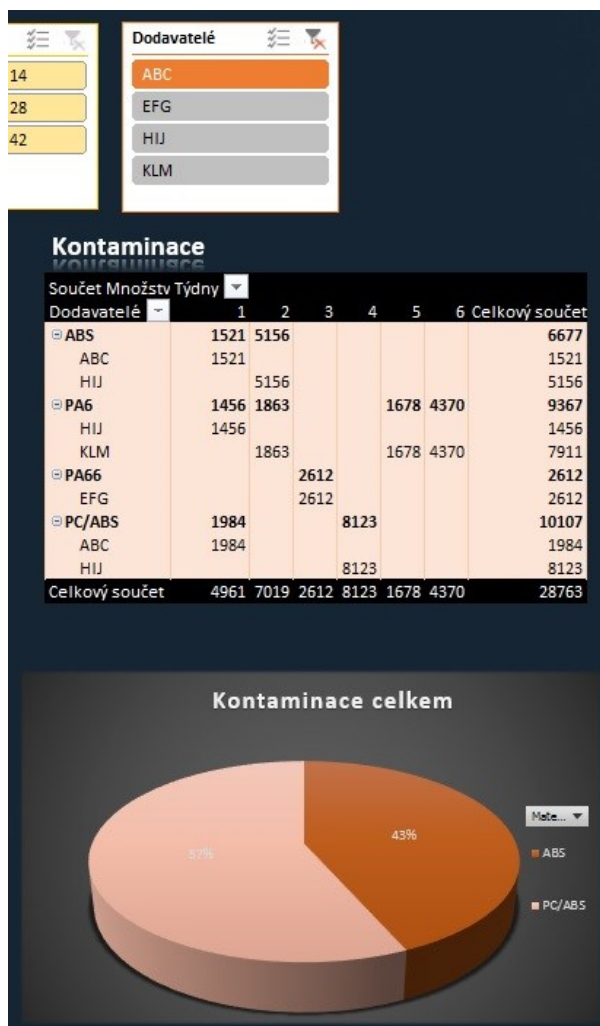 14
28
42
Dodavatelé
ABC
EFG
HIJ
KLM
Kontaminace
Součet Množstv Týdny
Dodavatelé 1 2 3 4 5 6 Celkový součet
ABS 1521 5156 6677
ABC 1521 1521
HIJ 5156 5156
PA6 1456 1863 1678 4370 9367
HIJ 1456 1456
KLM 1863 1678 4370 7911
PA66 2612 2612
EFG 2612 2612
PC/ABS 1984 8123 10107
ABC 1984 1984
HIJ 8123 8123
Celkový součet 4961 7019 2612 8123 1678 4370 28763
Kontaminace celkem
Mate...
57%
43%
ABS
PC/ABS